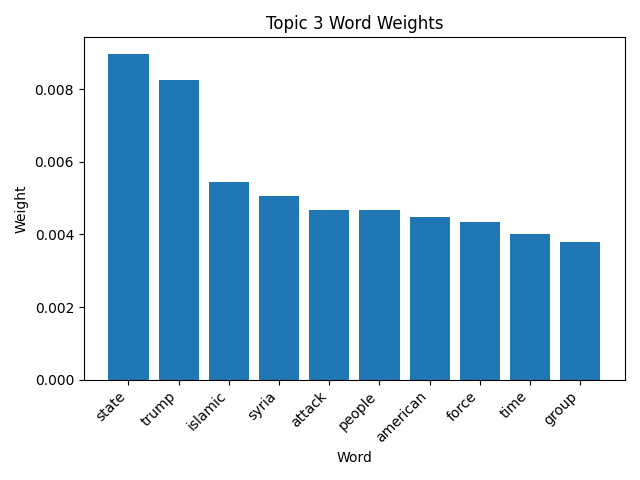 Topic 3 Word Weights
Weight
0.008
0.006
0.004
0.002
0.000
state
trump
islamic
syria
attack
people
american
force
time
group
Word